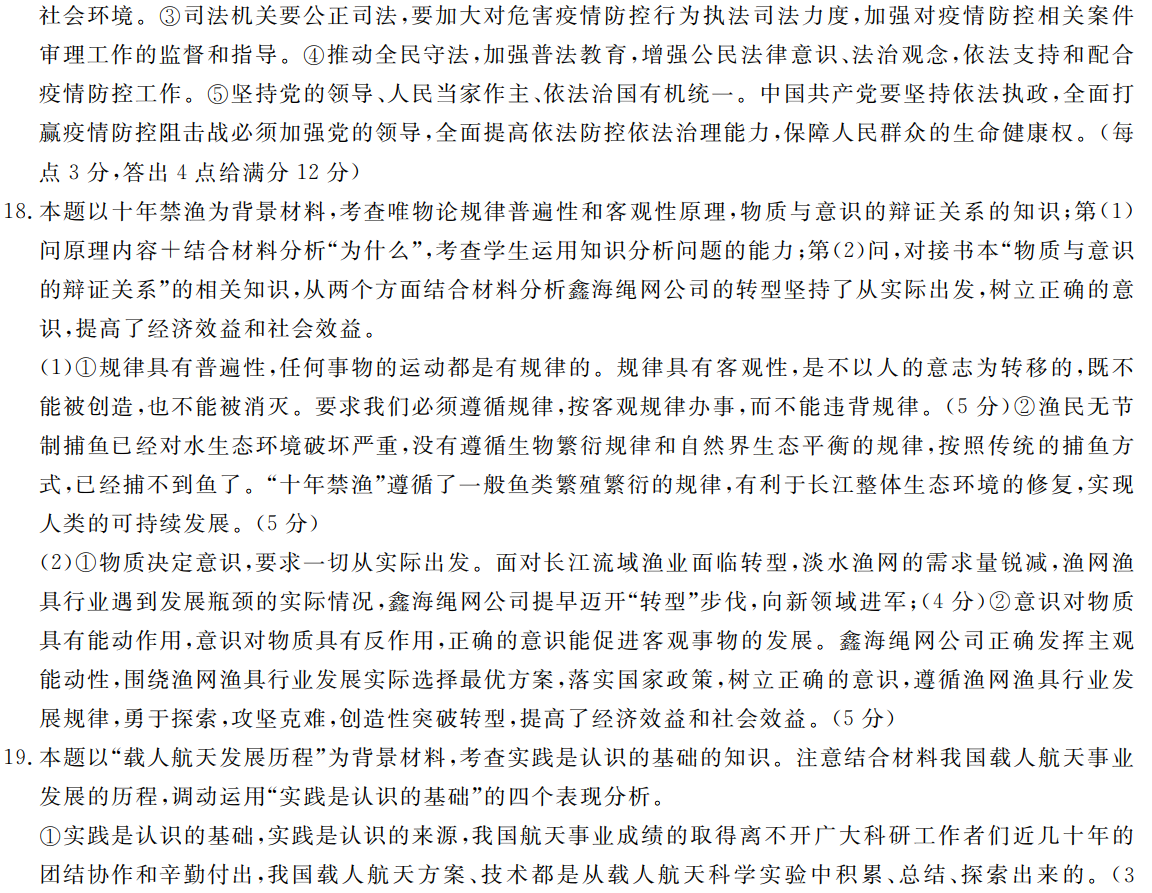 社会环境。③司法机关要公正司法,要加大对危害疫情防控行为执法司法力度,加强对疫情防控相关案件
审理工作的监督和指导。④推动全民守法,加强普法教育,增强公民法律意识、法治观念,依法支持和配合
疫情防控工作。⑤坚持党的领导、人民当家作主、依法治国有机统一。中国共产党要坚持依法执政,全面打
赢疫情防控阻击战必须加强党的领导,全面提高依法防控依法治理能力,保障人民群众的生命健康权。(每
点 3 分,答出 4 点给满分 12 分)
18. 本题以十年禁渔为背景材料,考查唯物论规律普遍性和客观性原理,物质与意识的辩证关系的知识;第(1)
问原理内容+结合材料分析“为什么”,考查学生运用知识分析问题的能力;第(2)问,对接书本“物质与意识
的辩证关系”的相关知识,从两个方面结合材料分析鑫海绳网公司的转型坚持了从实际出发,树立正确的意
识,提高了经济效益和社会效益。
(1)①规律具有普遍性,任何事物的运动都是有规律的。规律具有客观性,是不以人的意志为转移的,既不
能被创造,也不能被消灭。要求我们必须遵循规律,按客观规律办事,而不能违背规律。(5 分)②渔民无节
制捕鱼已经对水生态环境破坏严重,没有遵循生物繁衍规律和自然界生态平衡的规律,按照传统的捕鱼方
式,已经捕不到鱼了。“十年禁渔”遵循了一般鱼类繁殖繁衍的规律,有利于长江整体生态环境的修复,实现
人类的可持续发展。(5 分)
(2)①物质决定意识,要求一切从实际出发。面对长江流域渔业面临转型,淡水渔网的需求量锐减,渔网渔
具行业遇到发展瓶颈的实际情况,鑫海绳网公司提早迈开“转型”步伐,向新领域进军;(4 分)②意识对物质
具有能动作用,意识对物质具有反作用,正确的意识能促进客观事物的发展。鑫海绳网公司正确发挥主观
能动性,围绕渔网渔具行业发展实际选择最优方案,落实国家政策,树立正确的意识,遵循渔网渔具行业发
展规律,勇于探索,攻坚克难,创造性突破转型,提高了经济效益和社会效益。(5 分)
19. 本题以“载人航天发展历程”为背景材料,考查实践是认识的基础的知识。注意结合材料我国载人航天事业
发展的历程,调动运用“实践是认识的基础”的四个表现分析。
①实践是认识的基础,实践是认识的来源,我国航天事业成绩的取得离不开广大科研工作者们近几十年的
团结协作和辛勤付出,我国载人航天方案、技术都是从载人航天科学实验中积累、总结、探索出来的。(3